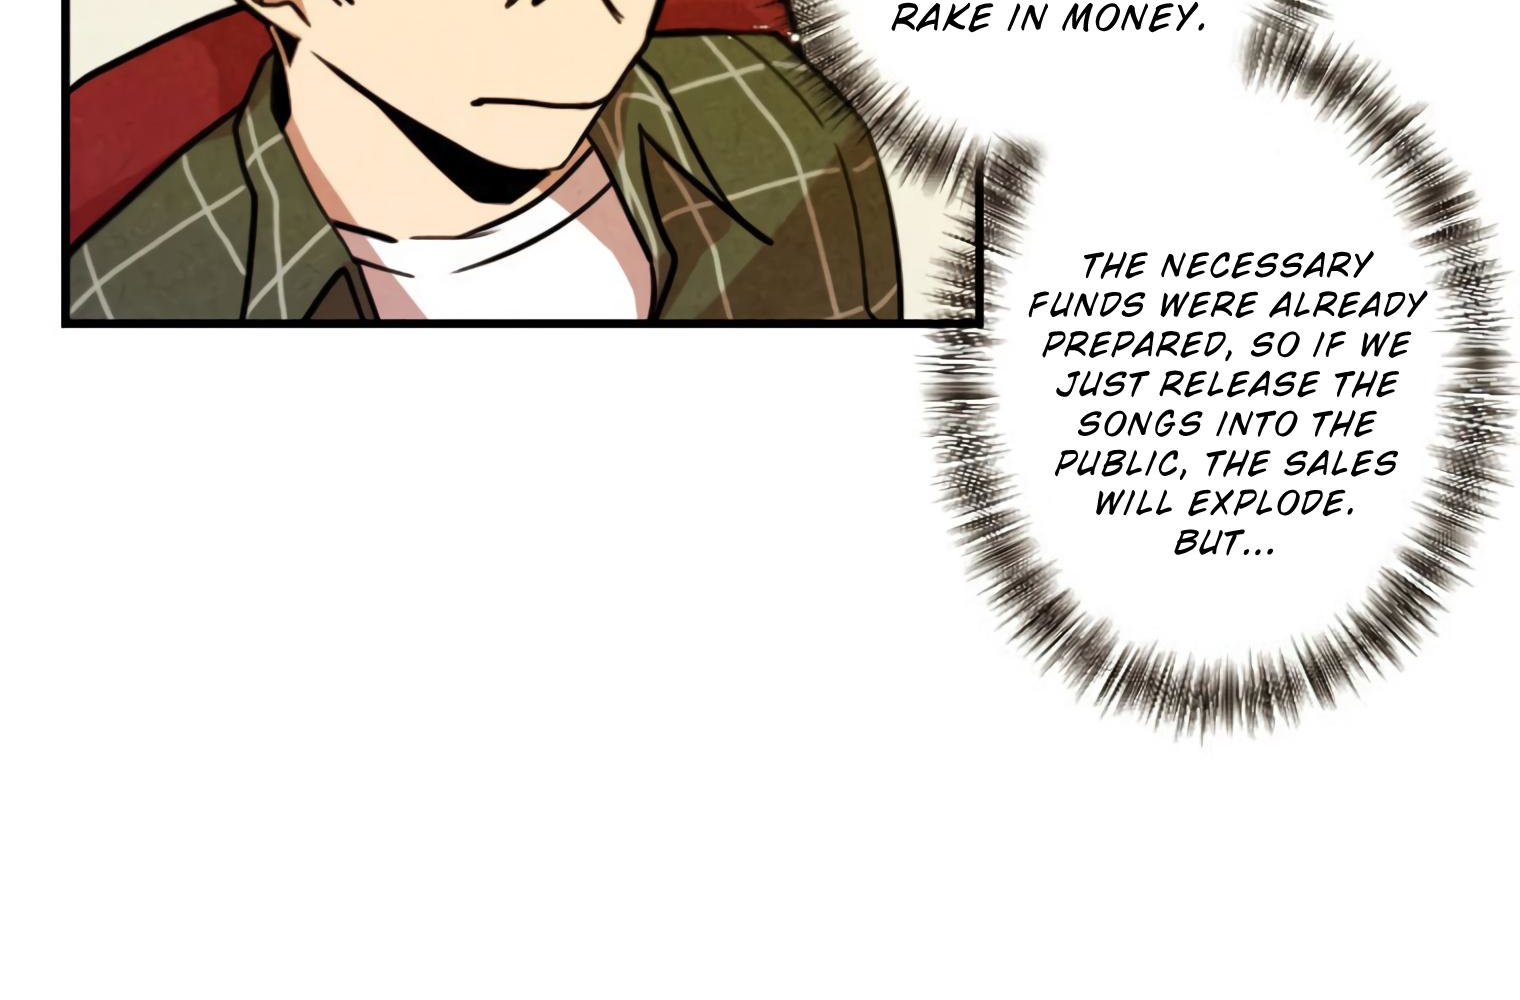 RAKE IN MONEY.
THE NECESSARY
FUNDS WERE ALREADY
PREPARED, SO IF WE
JUST RELEASE THE
SONGS INTO THE
PUBLIC, THE SALES
WILL EXPLODE.
BUT...